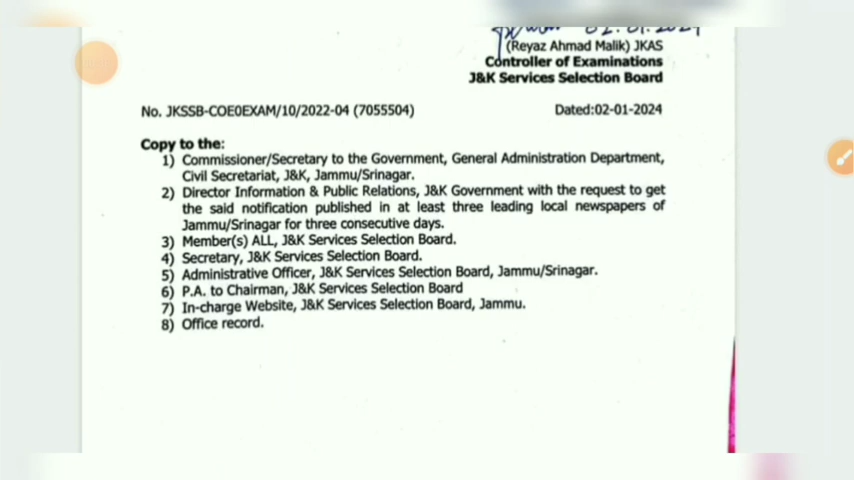 02.01.2024
(Reyaz Ahmad Malik) JKAS
Controller of Examinations
J&K Services Selection Board
No. JKSSB-COE0EXAM/10/2022-04 (7055504) Dated:02-01-2024
Copy to the:
1) Commissioner/Secretary to the Government, General Administration Department,
Civil Secretariat, J&K, Jammu/Srinagar.
2) Director Information & Public Relations, J&K Government with the request to get
the said notification published in at least three leading local newspapers of
Jammu/Srinagar for three consecutive days.
3) Member(s) ALL, J&K Services Selection Board.
4) Secretary, J&K Services Selection Board.
5) Administrative Officer, J&K Services Selection Board, Jammu/Srinagar.
6) P.A. to Chairman, J&K Services Selection Board
7) In-charge Website, J&K Services Selection Board, Jammu.
8) Office record.